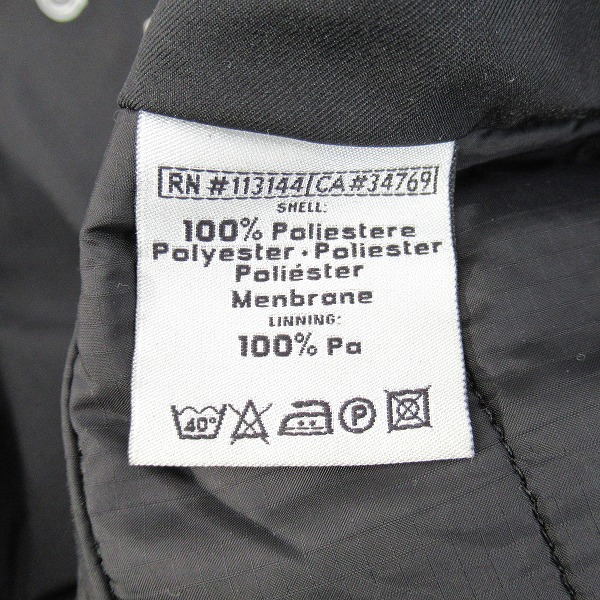 RN #113144/CA #34769
SHELL:
100% Poliestere
Polyester · Poliester
Poliéster
Menbrane
LINNING:
100% Pa
40° P